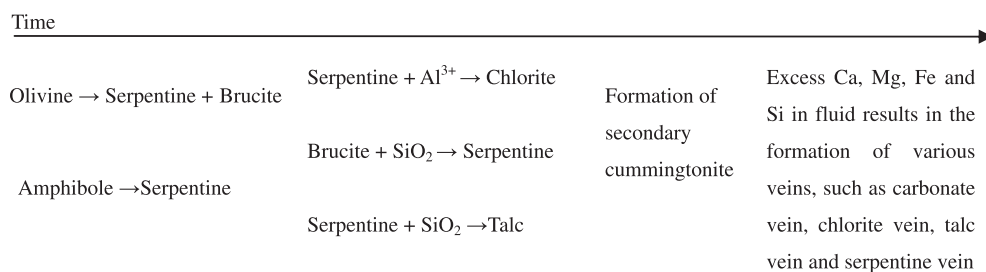 Time
Olivine → Serpentine + Brucite
Amphibole →Serpentine
Serpentine + Al³⁺ → Chlorite
Brucite + SiO₂ → Serpentine
Serpentine + SiO₂ →Talc
Formation of
secondary
cummingtonite
Excess Ca, Mg, Fe and
Si in fluid results in the
formation of various
veins, such as carbonate
vein, chlorite vein, talc
vein and serpentine vein